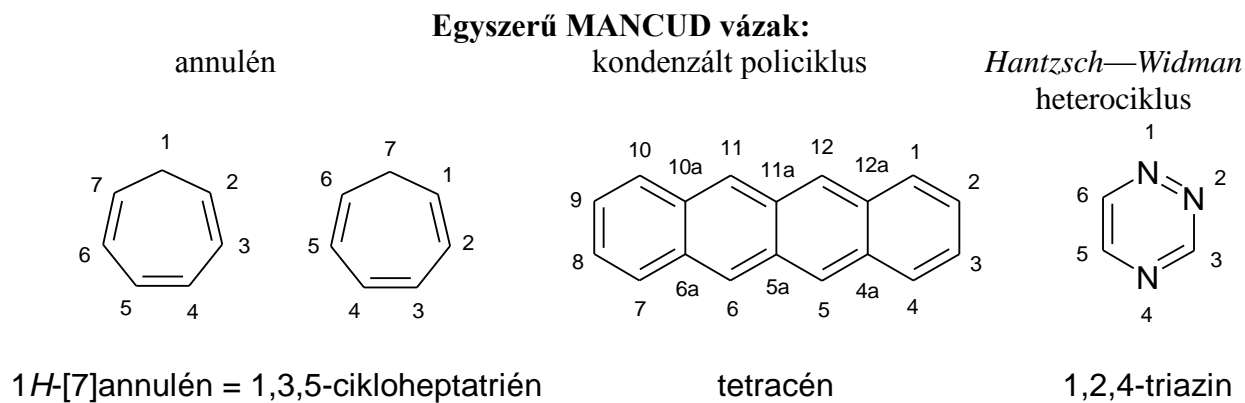 Egyszerű MANCUD vázak:
annulén kondenzált policiklus Hantzsch—Widman
heterociklus
1
7 2
6 3
5 4
7
6 1
5 2
4 3
10 10a 11 11a 12 12a 1
9 2
8 3
7 6a 6 5a 5 4a 4
1
N
6 N 2
5 3
N
4
1H-[7]annulén = 1,3,5-cikloheptatrién tetracén 1,2,4-triazin